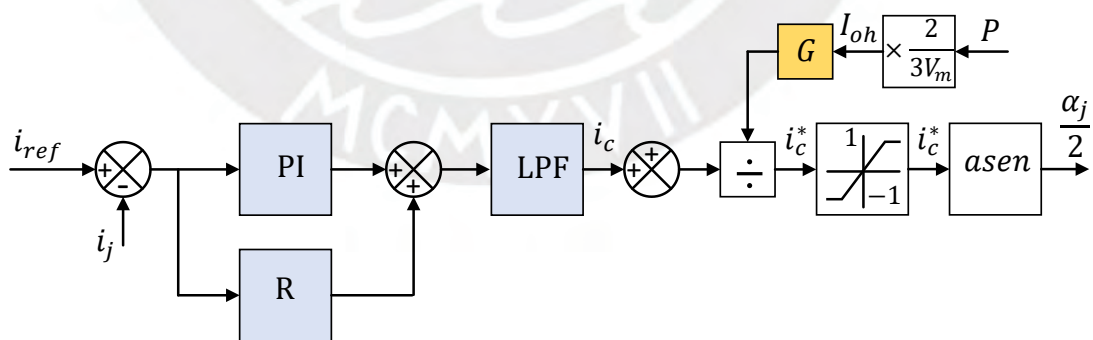 P
× 2/3V_m
I_oh
G
i_ref
+
-
i_j
PI
R
+
+
LPF
i_c
+
+
÷
i_c^*
1
-1
i_c^*
asen
α_j/2
MCMXVII